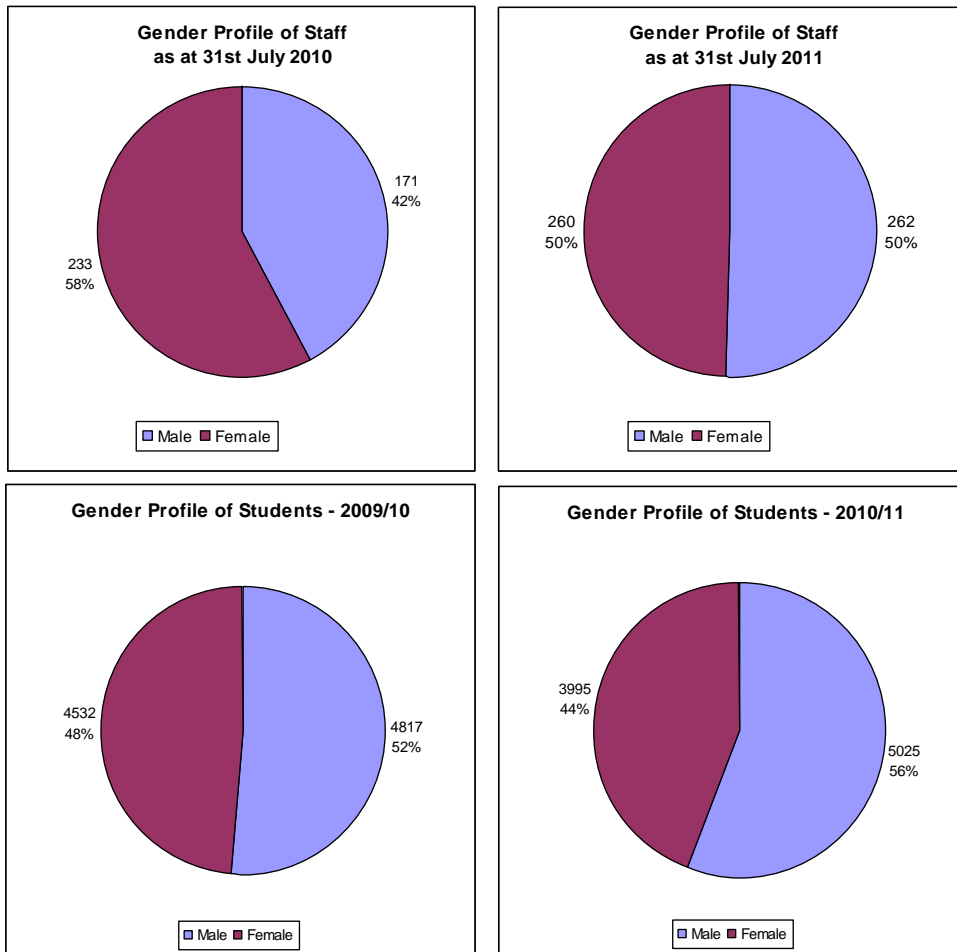 Gender Profile of Staff
as at 31st July 2010
171
42%
233
58%
Male Female
Gender Profile of Staff
as at 31st July 2011
260
50%
262
50%
Male Female
Gender Profile of Students - 2009/10
4532
48%
4817
52%
Male Female
Gender Profile of Students - 2010/11
3995
44%
5025
56%
Male Female